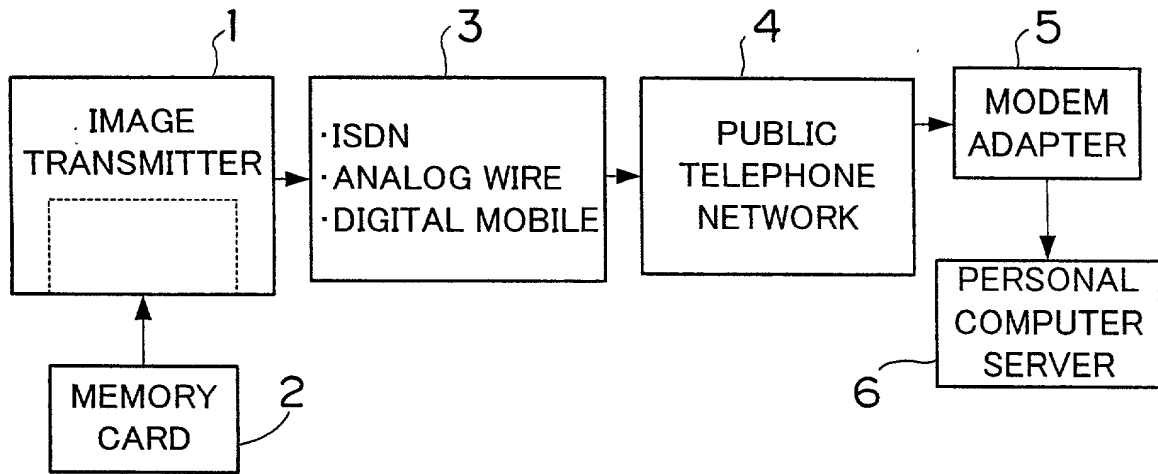 1
IMAGE
TRANSMITTER
2
MEMORY
CARD
3
·ISDN
·ANALOG WIRE
·DIGITAL MOBILE
4
PUBLIC
TELEPHONE
NETWORK
5
MODEM
ADAPTER
6
PERSONAL
COMPUTER
SERVER